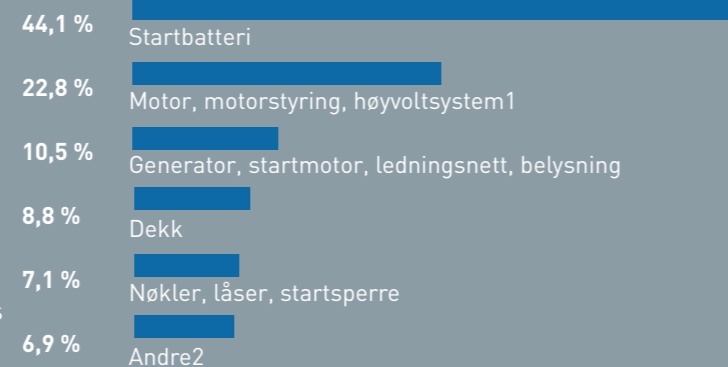 44,1 %
Startbatteri
22,8 %
Motor, motorstyring, høyvoltsystem1
10,5 %
Generator, startmotor, ledningsnett, belysning
8,8 %
Dekk
7,1 %
Nøkler, låser, startsperre
s
6,9 %
Andre2